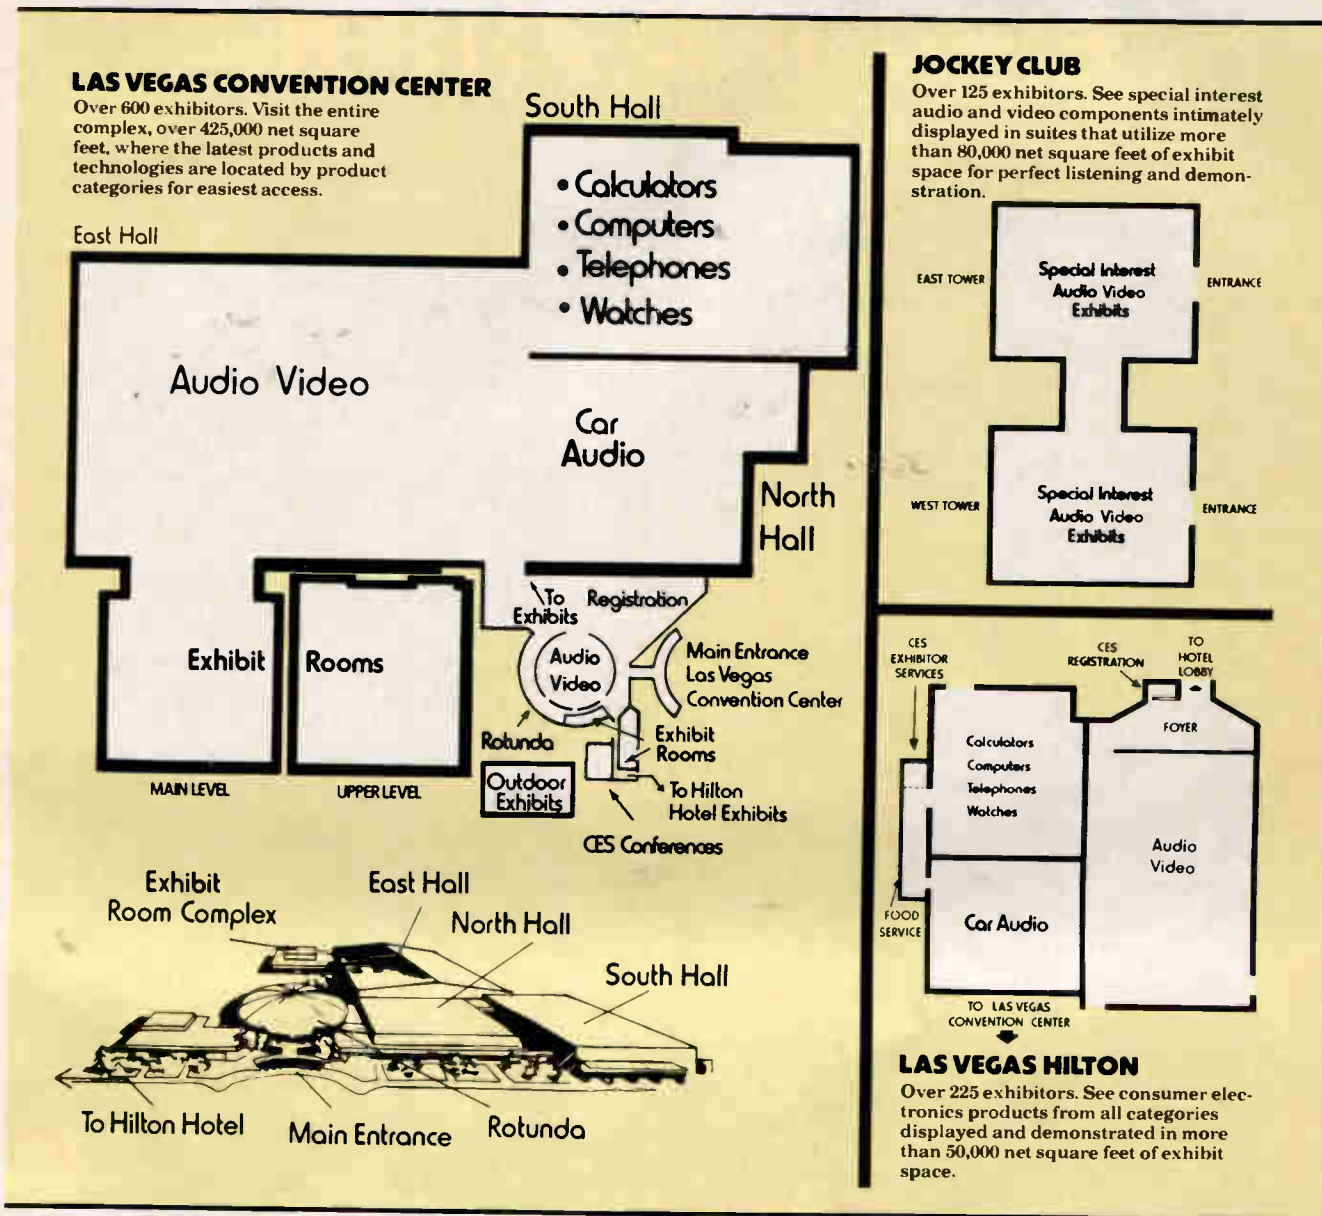 LAS VEGAS CONVENTION CENTER
Over 600 exhibitors. Visit the entire
complex, over 425,000 net square
feet, where the latest products and
technologies are located by product
categories for easiest access.
South Hall
• Calculators
• Computers
• Telephones
• Watches
East Hall
Audio Video
Car
Audio
North
Hall
Exhibit Rooms
MAIN LEVEL
UPPER LEVEL
To
Exhibits
Registration
Audio
Video
Main Entrance
Las Vegas
Convention Center
Rotunda
Exhibit
Rooms
Outdoor
Exhibits
To Hilton
Hotel Exhibits
CES Conferences
Exhibit
Room Complex
East Hall
North Hall
South Hall
To Hilton Hotel
Main Entrance
Rotunda
JOCKEY CLUB
Over 125 exhibitors. See special interest
audio and video components intimately
displayed in suites that utilize more
than 80,000 net square feet of exhibit
space for perfect listening and demon-
stration.
EAST TOWER
Special Interest
Audio Video
Exhibits
ENTRANCE
WEST TOWER
Special Interest
Audio Video
Exhibits
ENTRANCE
CES
EXHIBITOR
SERVICES
CES
REGISTRATION
TO
HOTEL
LOBBY
FOYER
Calculators
Computers
Telephones
Watches
Audio
Video
FOOD
SERVICE
Car Audio
TO LAS VEGAS
CONVENTION CENTER
LAS VEGAS HILTON
Over 225 exhibitors. See consumer elec-
tronics products from all categories
displayed and demonstrated in more
than 50,000 net square feet of exhibit
space.